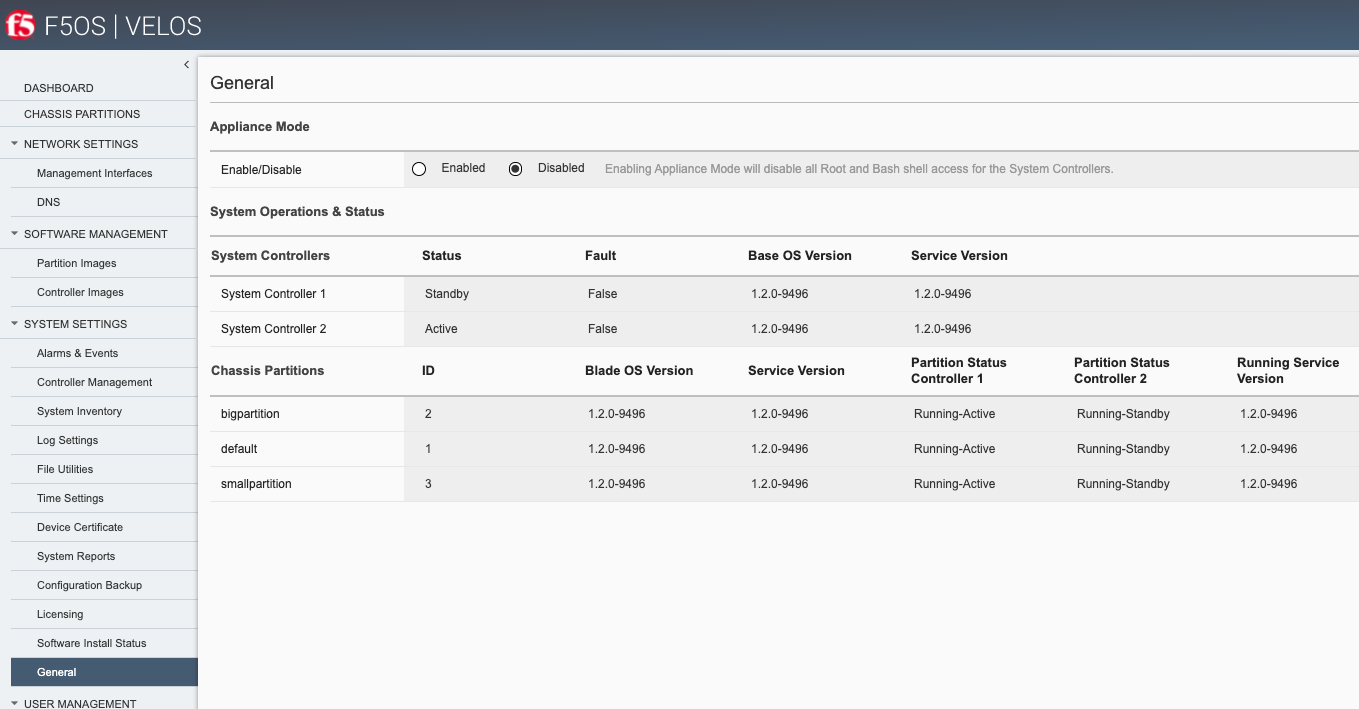 f5 F5OS | VELOS
DASHBOARD
CHASSIS PARTITIONS
NETWORK SETTINGS
Management Interfaces
DNS
SOFTWARE MANAGEMENT
Partition Images
Controller Images
SYSTEM SETTINGS
Alarms & Events
Controller Management
System Inventory
Log Settings
File Utilities
Time Settings
Device Certificate
System Reports
Configuration Backup
Licensing
Software Install Status
General
USER MANAGEMENT
General
Appliance Mode
Enable/Disable Enabled Disabled Enabling Appliance Mode will disable all Root and Bash shell access for the System Controllers.
System Operations & Status
System Controllers Status Fault Base OS Version Service Version
System Controller 1 Standby False 1.2.0-9496 1.2.0-9496
System Controller 2 Active False 1.2.0-9496 1.2.0-9496
Chassis Partitions ID Blade OS Version Service Version Partition Status Controller 1 Partition Status Controller 2 Running Service Version
bigpartition 2 1.2.0-9496 1.2.0-9496 Running-Active Running-Standby 1.2.0-9496
default 1 1.2.0-9496 1.2.0-9496 Running-Active Running-Standby 1.2.0-9496
smallpartition 3 1.2.0-9496 1.2.0-9496 Running-Active Running-Standby 1.2.0-9496